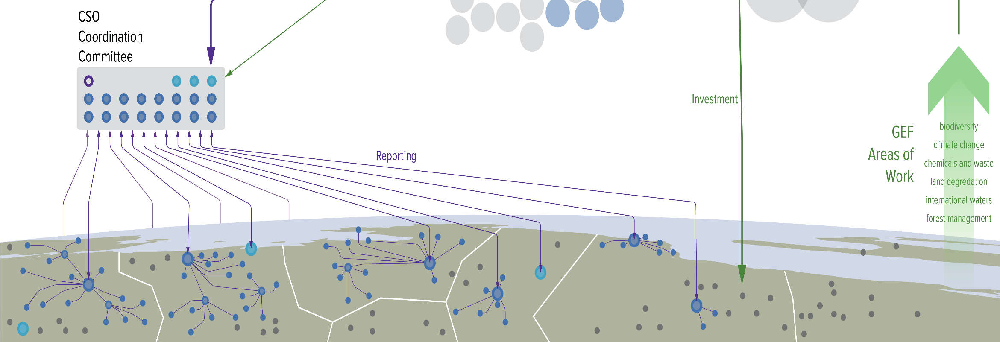 CSO
Coordination
Committee
Investment
Reporting
GEF
Areas of
Work
biodiversity
climate change
chemicals and waste
land degredation
international waters
forest management